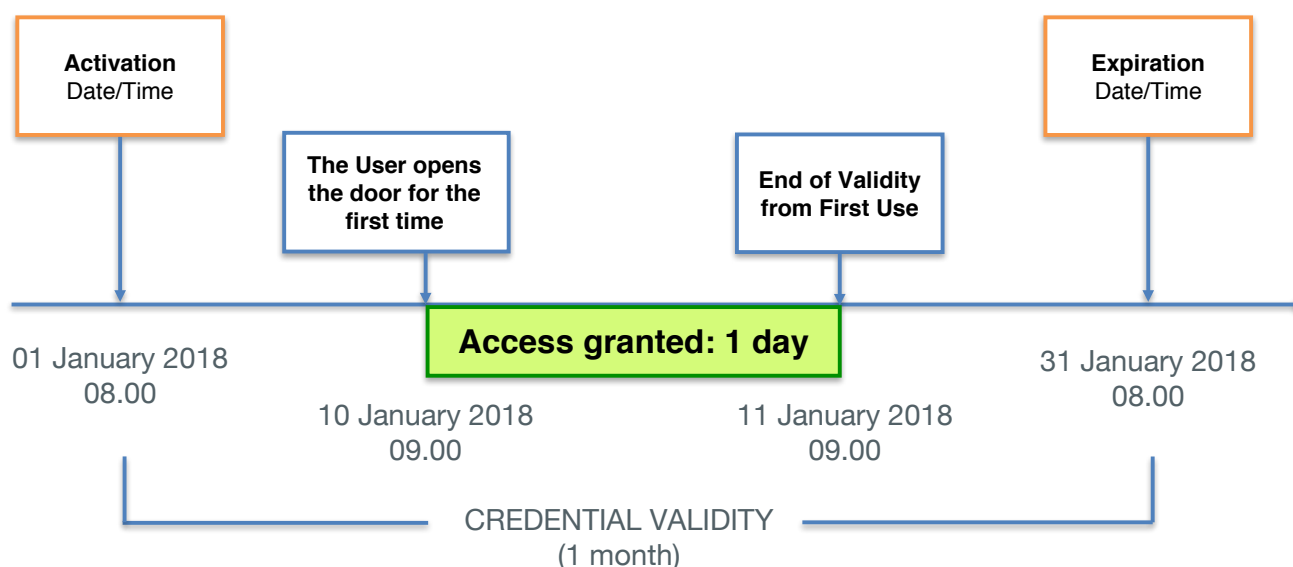 Activation
Date/Time
Expiration
Date/Time
The User opens
the door for the
first time
End of Validity
from First Use
Access granted: 1 day
01 January 2018
08.00
10 January 2018
09.00
11 January 2018
09.00
31 January 2018
08.00
CREDENTIAL VALIDITY
(1 month)